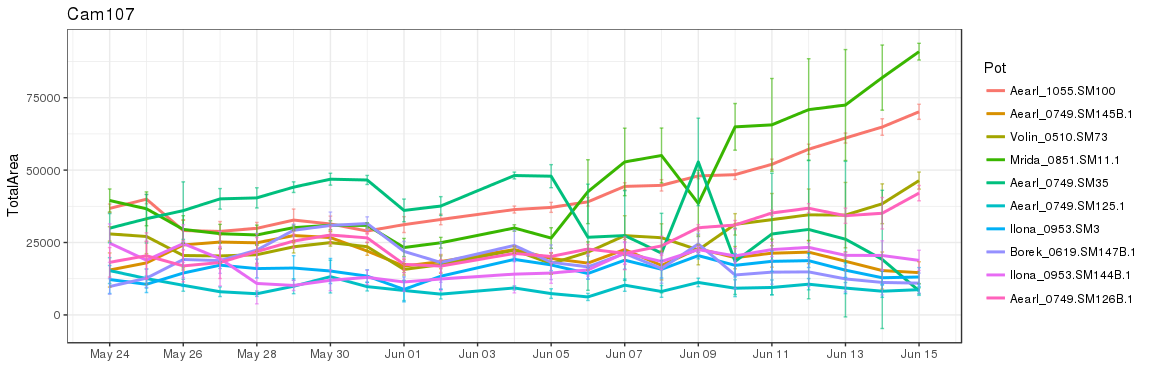 Cam107
TotalArea
75000
50000
25000
0
May 24 May 26 May 28 May 30 Jun 01 Jun 03 Jun 05 Jun 07 Jun 09 Jun 11 Jun 13 Jun 15
Pot
Aearl_1055.SM100
Aearl_0749.SM145B.1
Volin_0510.SM73
Mrida_0851.SM11.1
Aearl_0749.SM35
Aearl_0749.SM125.1
Ilona_0953.SM3
Borek_0619.SM147B.1
Ilona_0953.SM144B.1
Aearl_0749.SM126B.1